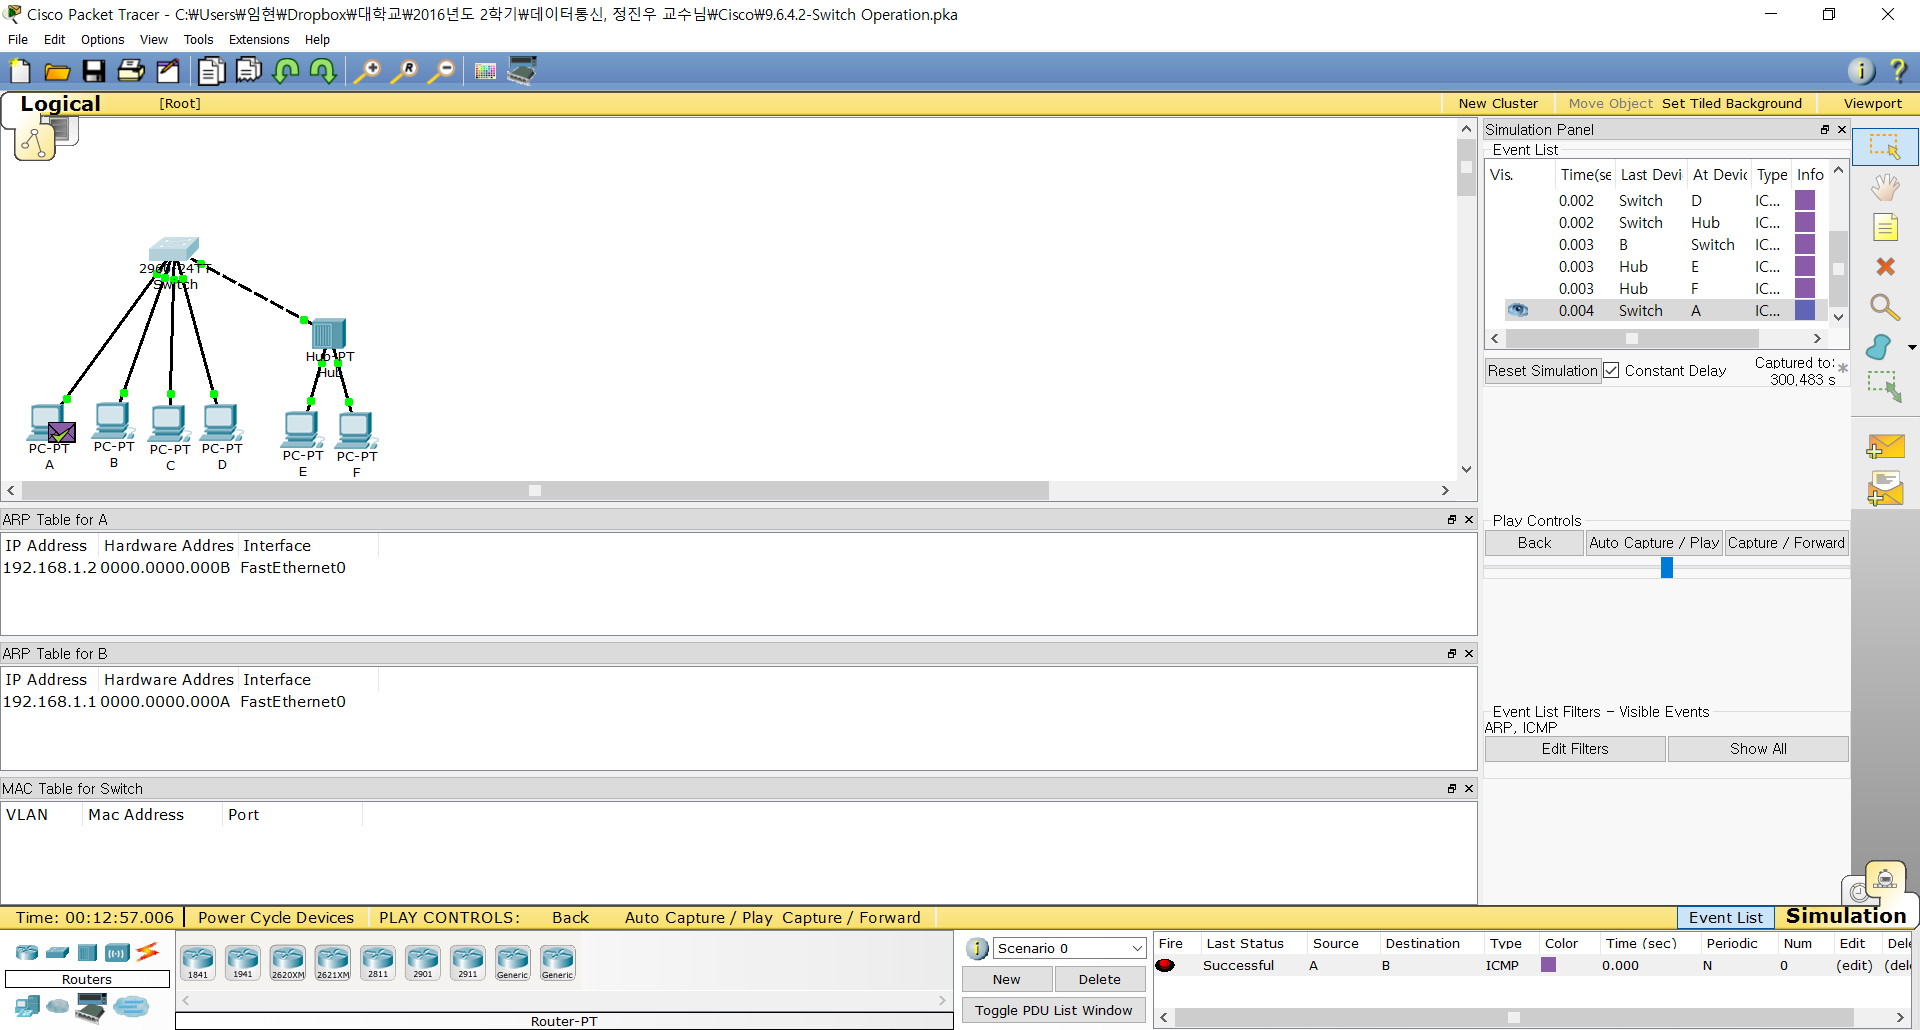 Cisco Packet Tracer - C:₩Users₩임현₩Dropbox₩대학교₩2016년도 2학기₩데이터통신, 정진우 교수님₩Cisco₩9.6.4.2-Switch Operation.pka
File Edit Options View Tools Extensions Help
Logical [Root] New Cluster Move Object Set Tiled Background Viewport
2960-24TT
Switch
Hub-PT
Hub
PC-PT
A
PC-PT
B
PC-PT
C
PC-PT
D
PC-PT
E
PC-PT
F
Simulation Panel
Event List
Vis. Time(se Last Devi At Devic Type Info
0.002 Switch D IC...
0.002 Switch Hub IC...
0.003 B Switch IC...
0.003 Hub E IC...
0.003 Hub F IC...
0.004 Switch A IC...
Reset Simulation Constant Delay Captured to:
300,483 s
Play Controls
Back Auto Capture / Play Capture / Forward
Event List Filters - Visible Events
ARP, ICMP
Edit Filters Show All
ARP Table for A
IP Address Hardware Addres Interface
192.168.1.2 0000.0000.000B FastEthernet0
ARP Table for B
IP Address Hardware Addres Interface
192.168.1.1 0000.0000.000A FastEthernet0
MAC Table for Switch
VLAN Mac Address Port
Time: 00:12:57.006 Power Cycle Devices PLAY CONTROLS: Back Auto Capture / Play Capture / Forward Event List Simulation
Routers
1841 1941 2620XM 2621XM 2811 2901 2911 Generic Generic
Router-PT
Scenario 0
New Delete
Toggle PDU List Window
Fire Last Status Source Destination Type Color Time (sec) Periodic Num Edit Dele
Successful A B ICMP 0.000 N 0 (edit) (del